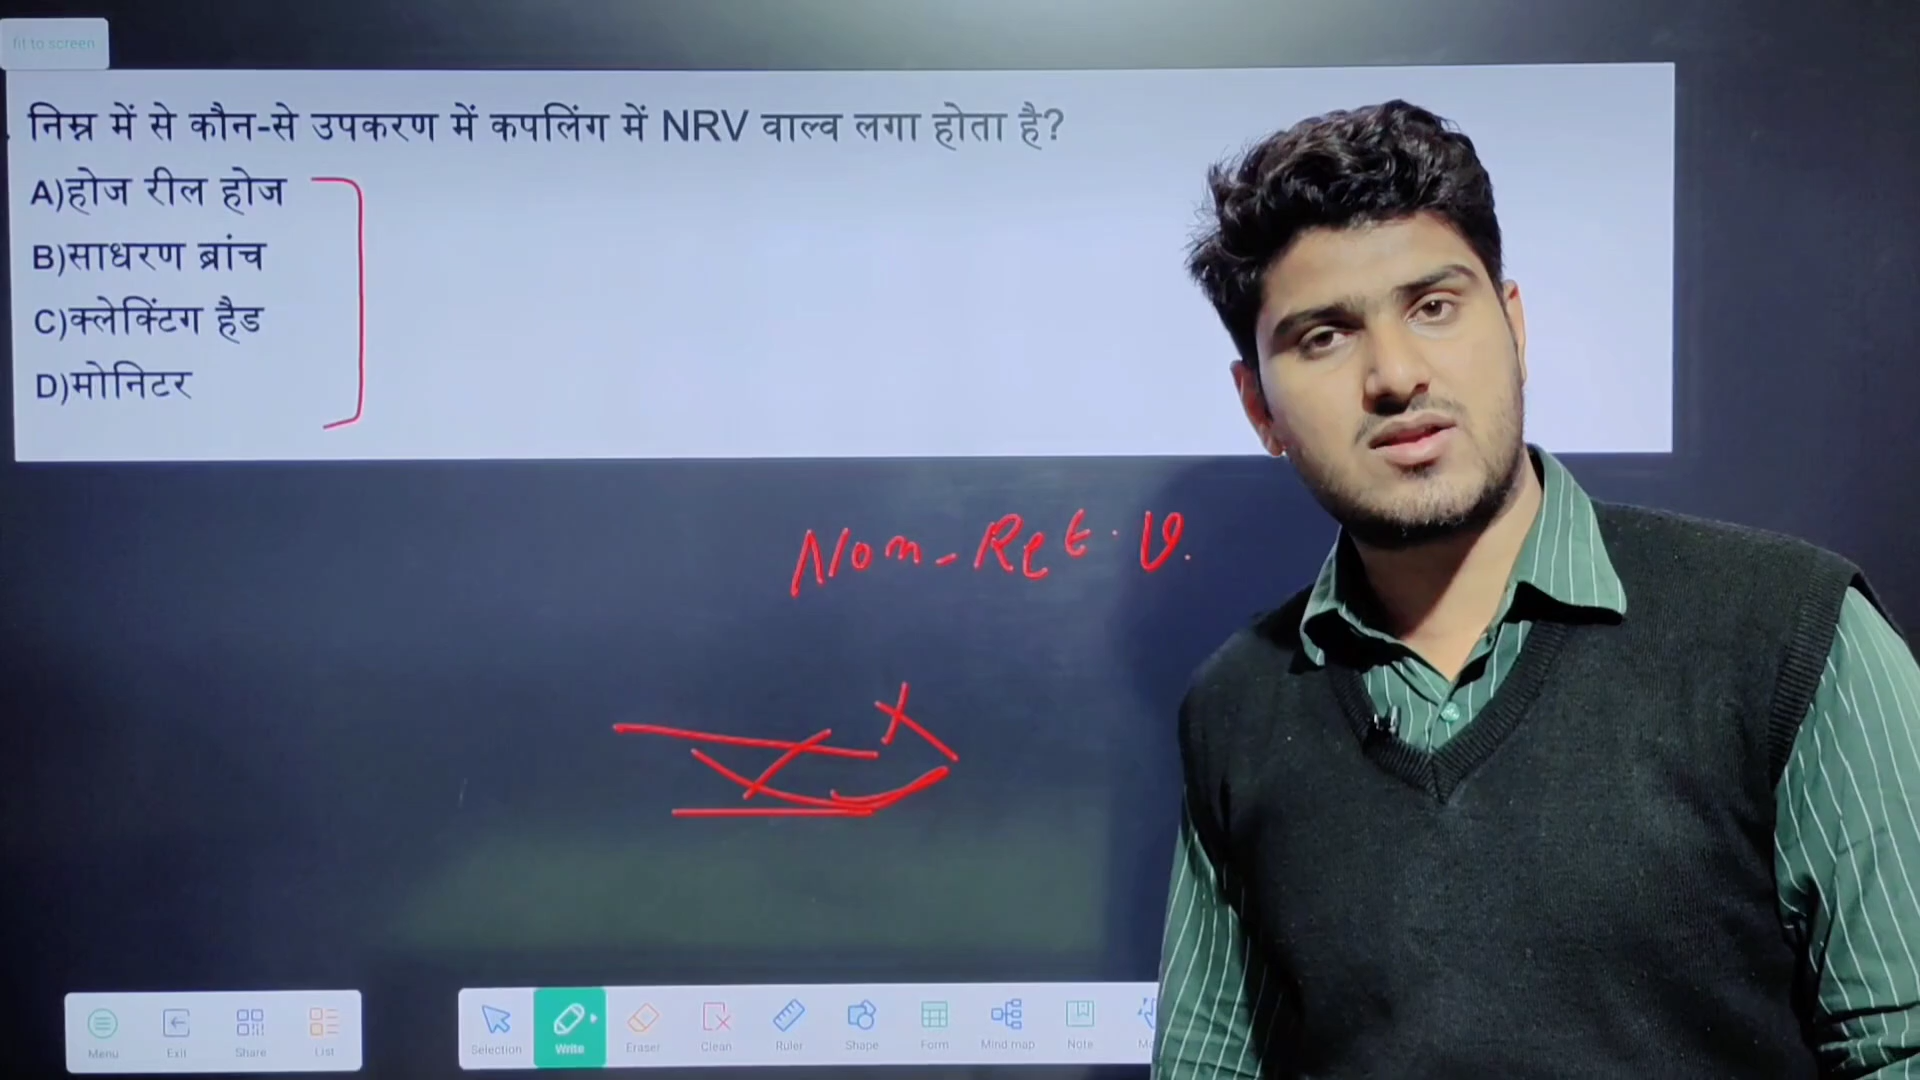 fit to screen
निम्न में से कौन-से उपकरण में कपलिंग में NRV वाल्व लगा होता है?
A)होज रील होज
B)साधरण ब्रांच
C)क्लेक्टिंग हैड
D)मोनिटर
Non-Ret. V.
Menu Exit Share List
Selection Write Eraser Clean Ruler Shape Form Mind map Note